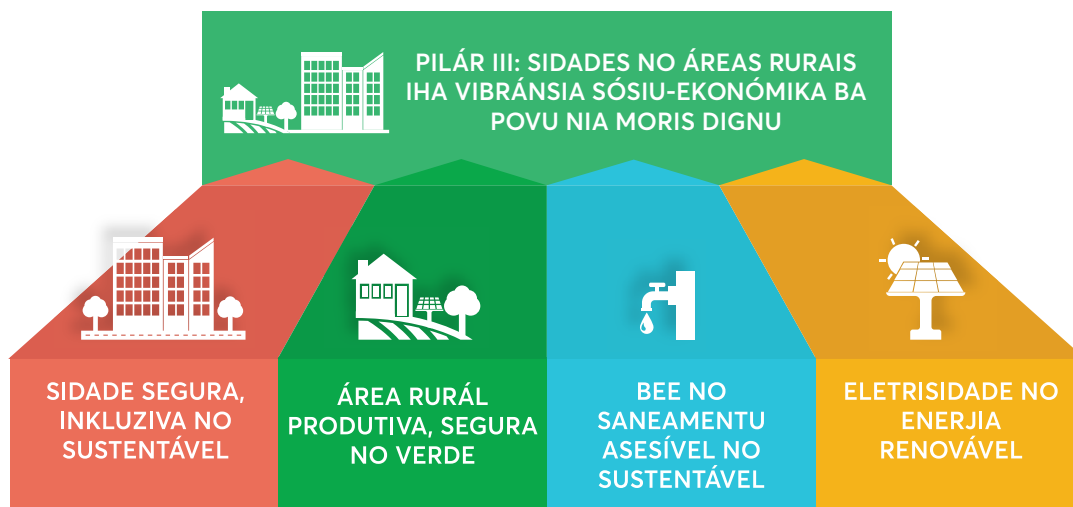 PILÁR III: SIDADES NO ÁREAS RURAIS
IHA VIBRÁNSIA SÓSIU-EKONÓMIKA BA
POVU NIA MORIS DIGNU
SIDADE SEGURA,
INKLUZIVA NO
SUSTENTÁVEL
ÁREA RURÁL
PRODUTIVA, SEGURA
NO VERDE
BEE NO
SANEAMENTU
ASESÍVEL NO
SUSTENTÁVEL
ELETRISIDADE NO
ENERJIA
RENOVÁVEL